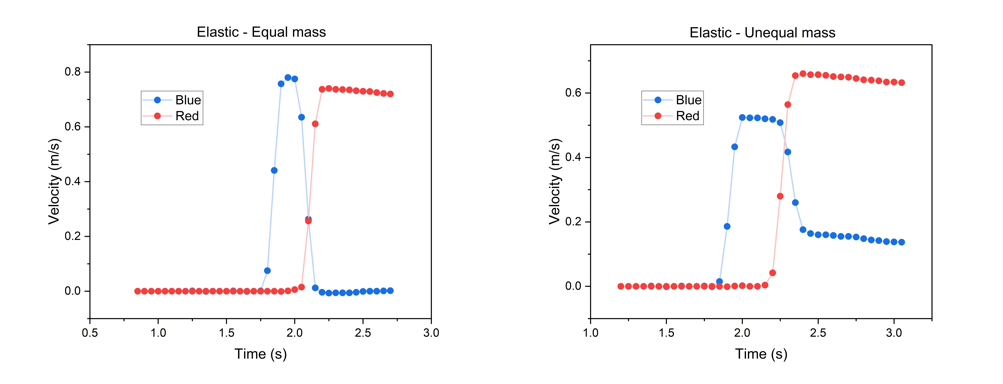 Elastic - Equal mass
0.8
0.6
0.4
0.2
0.0
Velocity (m/s)
Blue
Red
0.5 1.0 1.5 2.0 2.5 3.0
Time (s)
Elastic - Unequal mass
0.6
0.4
0.2
0.0
Velocity (m/s)
Blue
Red
1.0 1.5 2.0 2.5 3.0
Time (s)